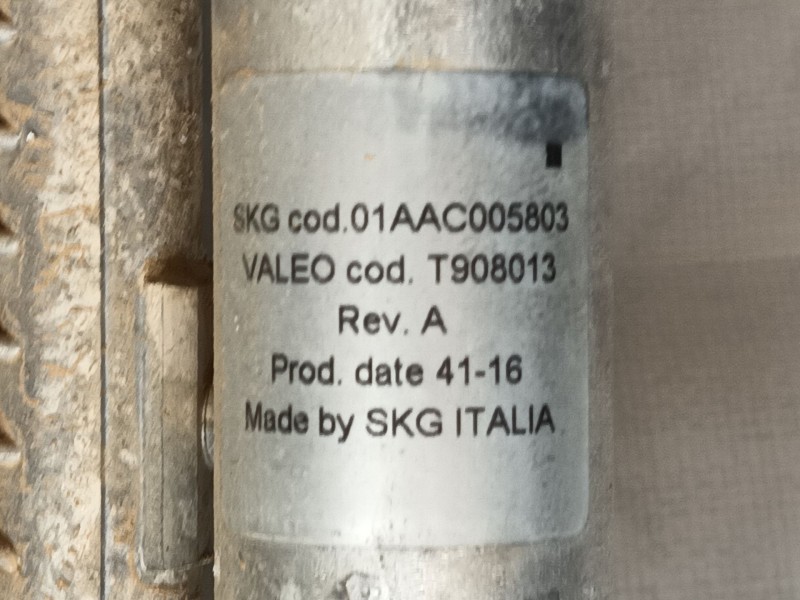 SKG cod.01AAC005803
VALEO cod. T908013
Rev. A
Prod. date 41-16
Made by SKG ITALIA